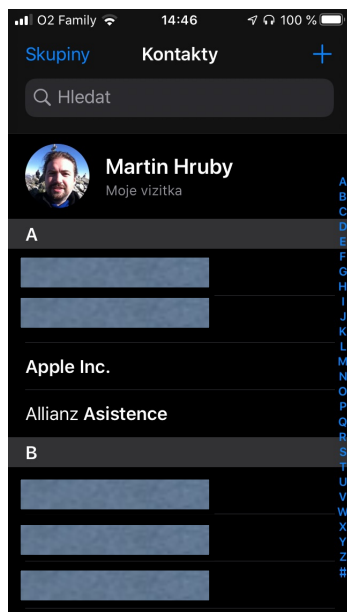 O2 Family 14:46 100 %
Skupiny Kontakty +
Hledat
Martin Hruby
Moje vizitka
A
Apple Inc.
Allianz Asistence
B
A
B
C
D
E
F
G
H
I
J
K
L
M
N
O
P
Q
R
S
T
U
V
W
X
Y
Z
#